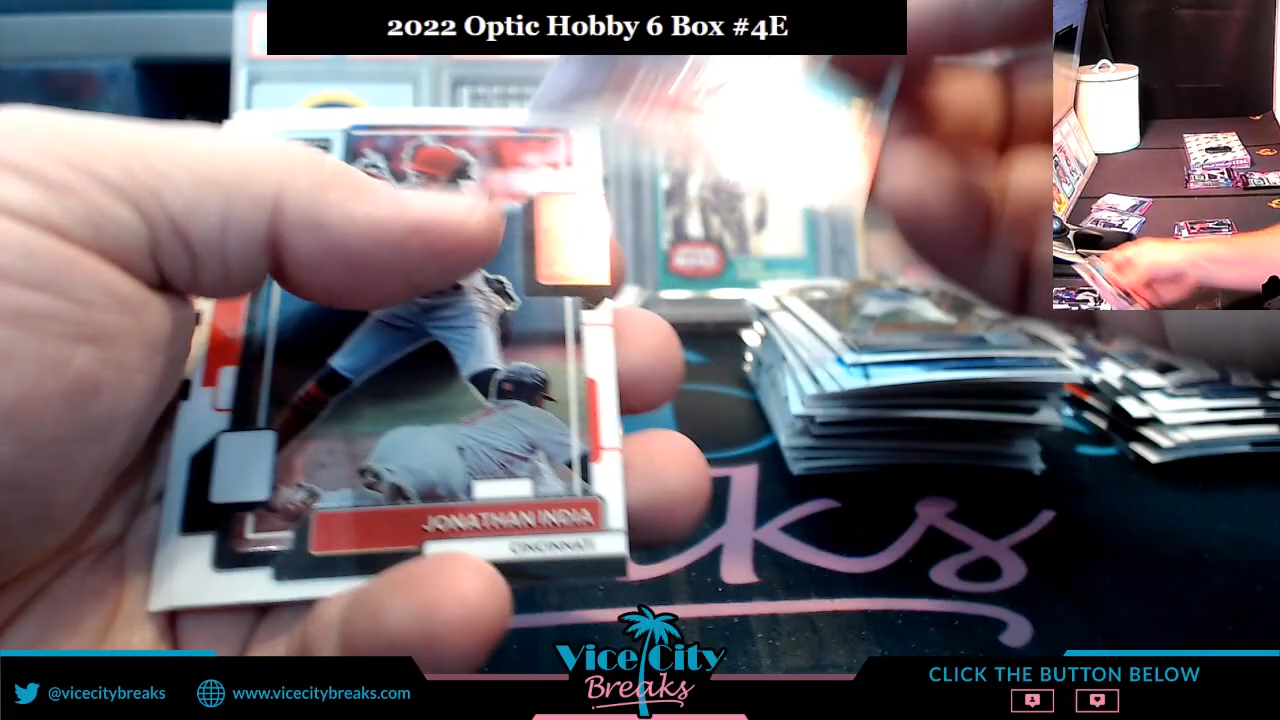 2022 Optic Hobby 6 Box #4E
JONATHAN INDIA
CINCINNATI
ks
Vice City
Breaks
@vicecitybreaks
www.vicecitybreaks.com
CLICK THE BUTTON BELOW